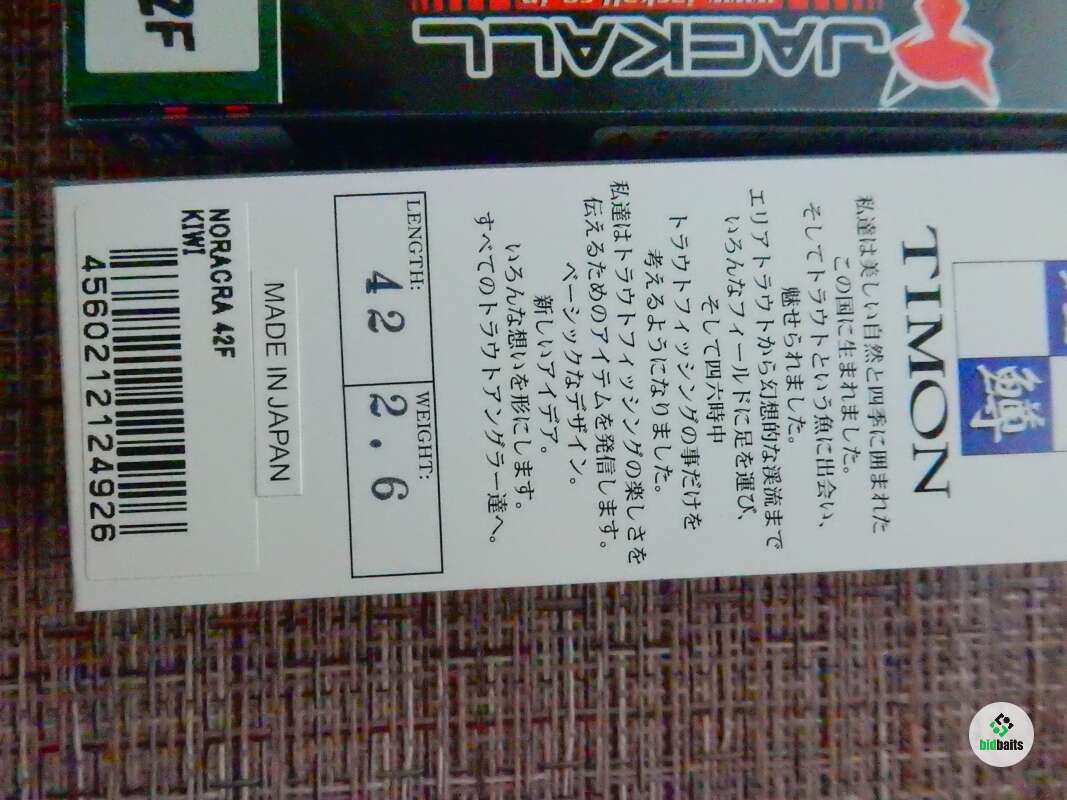 2F
JACKALL
鱒
TIMON
私達は美しい自然と四季に囲まれた
この国に生まれました。
そしてトラウトという魚に出会い、
魅せられました。
エリアトラウトから幻想的な渓流まで
いろんなフィールドに足を運び、
そして四六時中
トラウトフィッシングの事だけを
考えるようになりました。
私達はトラウトフィッシングの楽しさを
伝えるためのアイテムを発信します。
ベーシックなデザイン。
新しいアイデア。
いろんな想いを形にします。
すべてのトラウトアングラー達へ。
LENGTH: WEIGHT:
42 2.6
MADE IN JAPAN
NORACRA 42F
KIWI
4560212124926
bidbaits